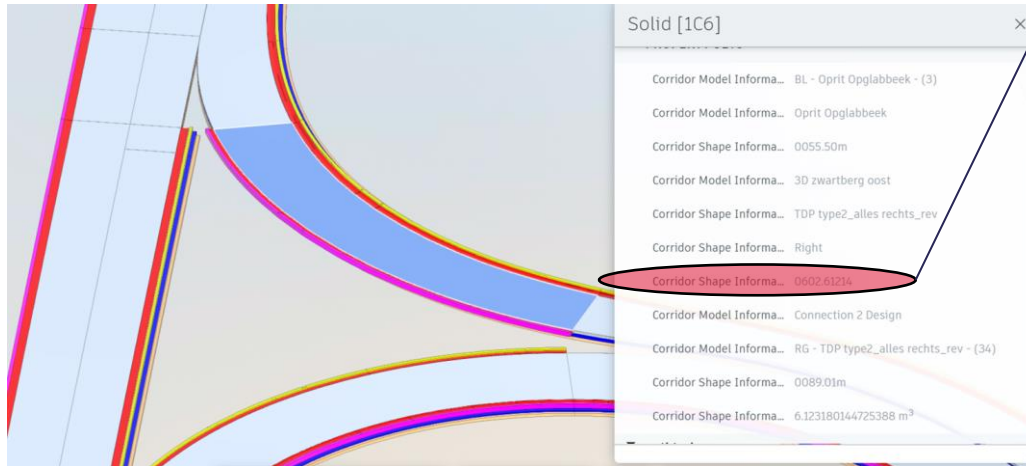 Solid [1C6]
×
Corridor Model Informa... BL - Oprit Opglabbeek - (3)
Corridor Model Informa... Oprit Opglabbeek
Corridor Shape Informa... 0055.50m
Corridor Model Informa... 3D zwartberg oost
Corridor Shape Informa... TDP type2_alles rechts_rev
Corridor Shape Informa... Right
Corridor Shape Informa... 0602.61214
Corridor Model Informa... Connection 2 Design
Corridor Model Informa... RG - TDP type2_alles rechts_rev - (34)
Corridor Shape Informa... 0089.01m
Corridor Shape Informa... 6.123180144725388 m³